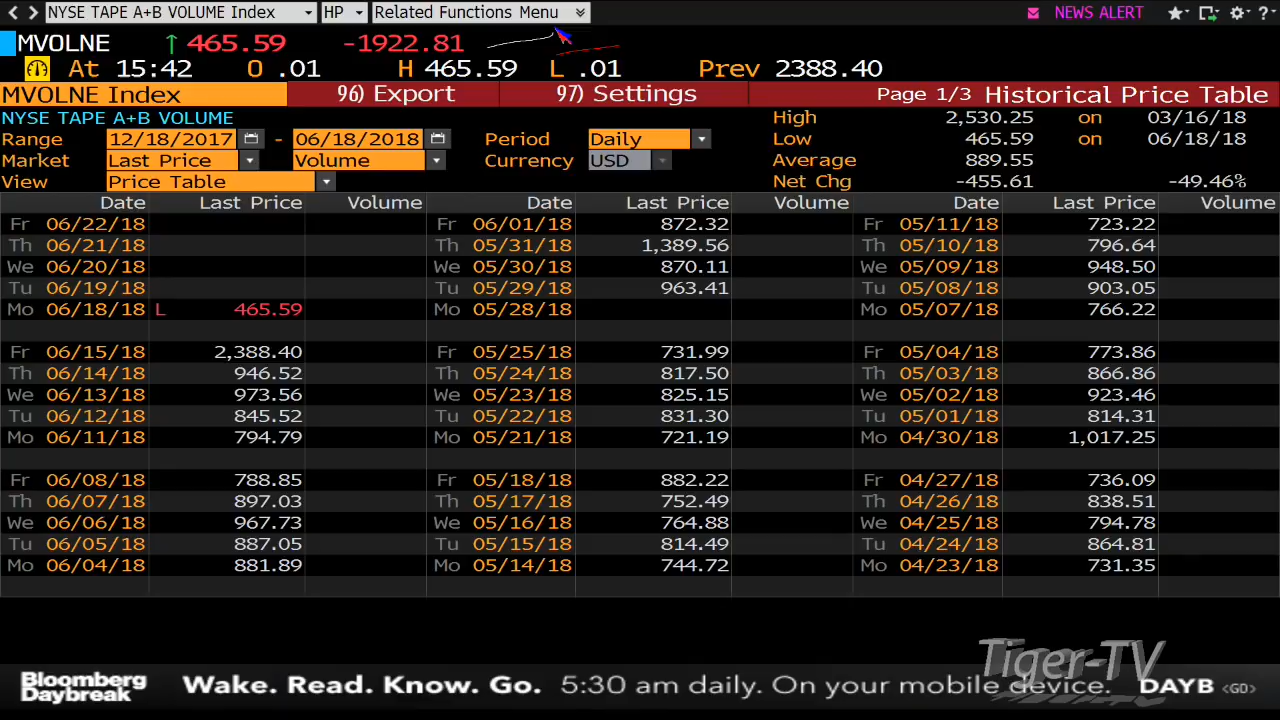 NYSE TAPE A+B VOLUME Index HP Related Functions Menu NEWS ALERT ?
MVOLNE ↑ 465.59 -1922.81
At 15:42 O .01 H 465.59 L .01 Prev 2388.40
MVOLNE Index 96) Export 97) Settings Page 1/3 Historical Price Table
NYSE TAPE A+B VOLUME High 2,530.25 on 03/16/18
Range 12/18/2017 - 06/18/2018 Period Daily Low 465.59 on 06/18/18
Market Last Price Volume Currency USD Average 889.55
View Price Table Net Chg -455.61 -49.46%
Date Last Price Volume Date Last Price Volume Date Last Price Volume
Fr 06/22/18 Fr 06/01/18 872.32 Fr 05/11/18 723.22
Th 06/21/18 Th 05/31/18 1,389.56 Th 05/10/18 796.64
We 06/20/18 We 05/30/18 870.11 We 05/09/18 948.50
Tu 06/19/18 Tu 05/29/18 963.41 Tu 05/08/18 903.05
Mo 06/18/18 L 465.59 Mo 05/28/18 Mo 05/07/18 766.22
Fr 06/15/18 2,388.40 Fr 05/25/18 731.99 Fr 05/04/18 773.86
Th 06/14/18 946.52 Th 05/24/18 817.50 Th 05/03/18 866.86
We 06/13/18 973.56 We 05/23/18 825.15 We 05/02/18 923.46
Tu 06/12/18 845.52 Tu 05/22/18 831.30 Tu 05/01/18 814.31
Mo 06/11/18 794.79 Mo 05/21/18 721.19 Mo 04/30/18 1,017.25
Fr 06/08/18 788.85 Fr 05/18/18 882.22 Fr 04/27/18 736.09
Th 06/07/18 897.03 Th 05/17/18 752.49 Th 04/26/18 838.51
We 06/06/18 967.73 We 05/16/18 764.88 We 04/25/18 794.78
Tu 06/05/18 887.05 Tu 05/15/18 814.49 Tu 04/24/18 864.81
Mo 06/04/18 881.89 Mo 05/14/18 744.72 Mo 04/23/18 731.35
Tiger-TV
Bloomberg
Daybreak
Wake. Read. Know. Go. 5:30 am daily. On your mobile device. DAYB <GO>